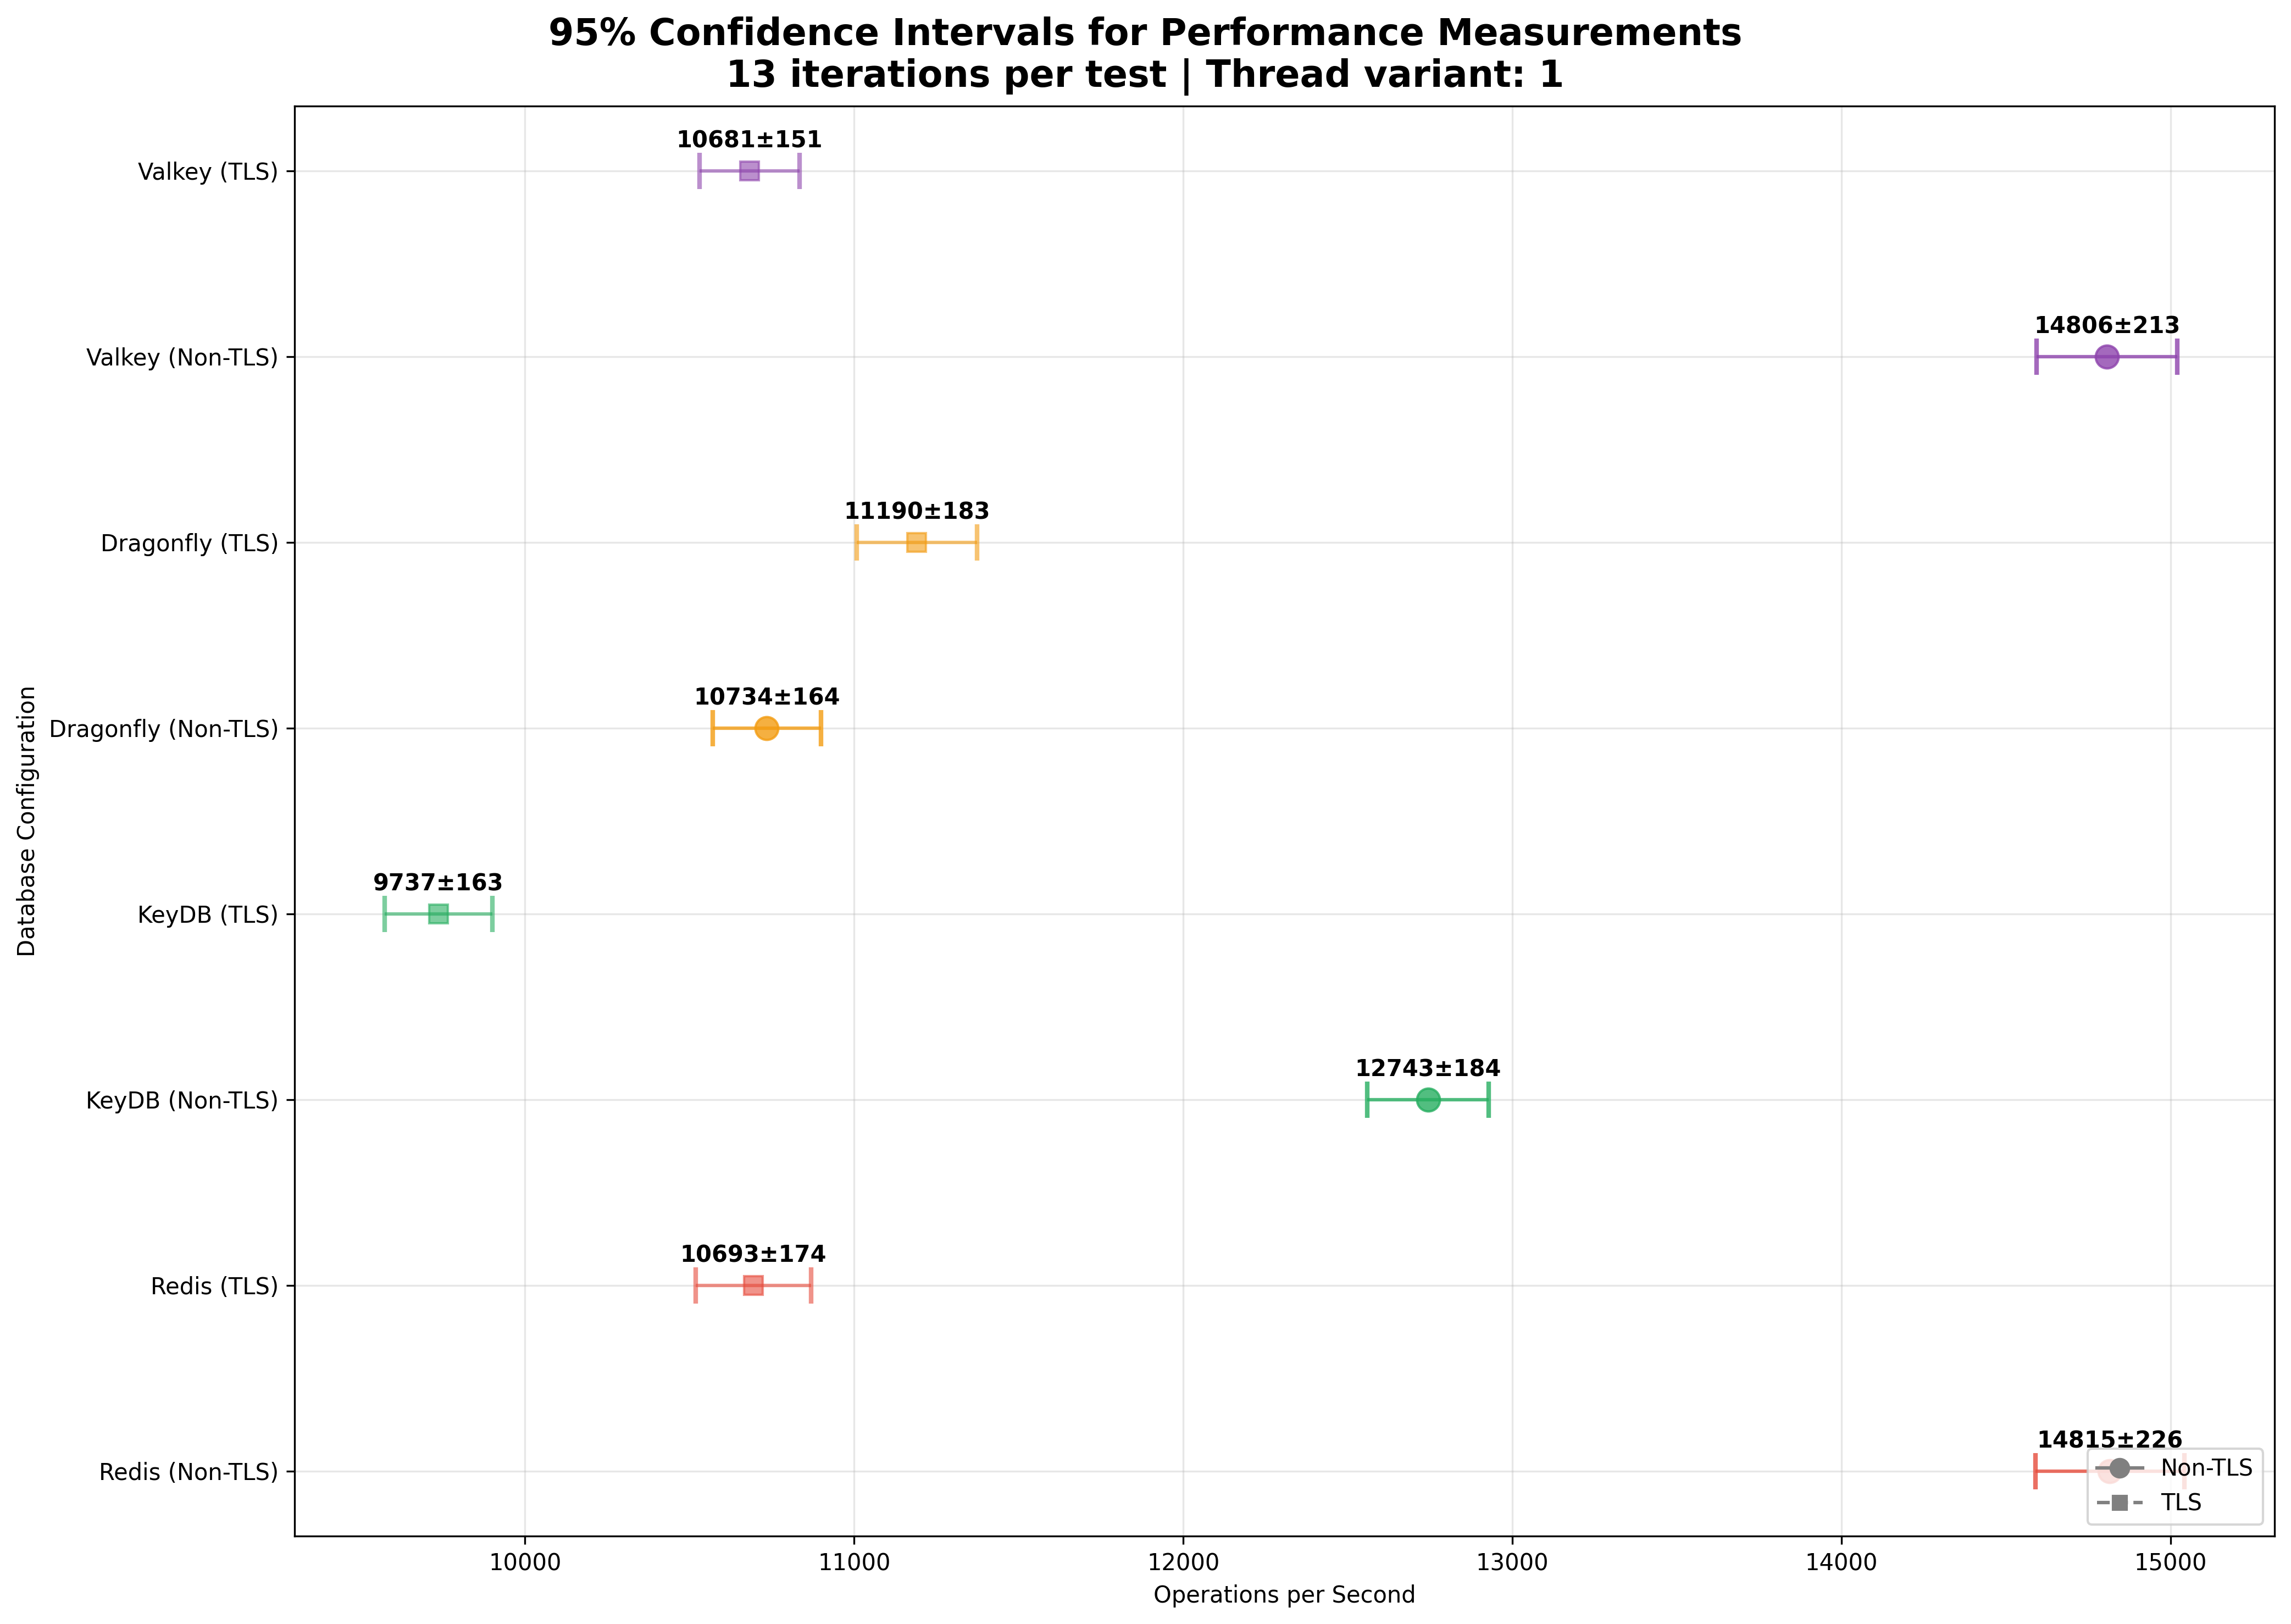 95% Confidence Intervals for Performance Measurements
13 iterations per test | Thread variant: 1
Database Configuration
Valkey (TLS)
10681±151
Valkey (Non-TLS)
14806±213
Dragonfly (TLS)
11190±183
Dragonfly (Non-TLS)
10734±164
KeyDB (TLS)
9737±163
KeyDB (Non-TLS)
12743±184
Redis (TLS)
10693±174
Redis (Non-TLS)
14815±226
Non-TLS
TLS
10000 11000 12000 13000 14000 15000
Operations per Second